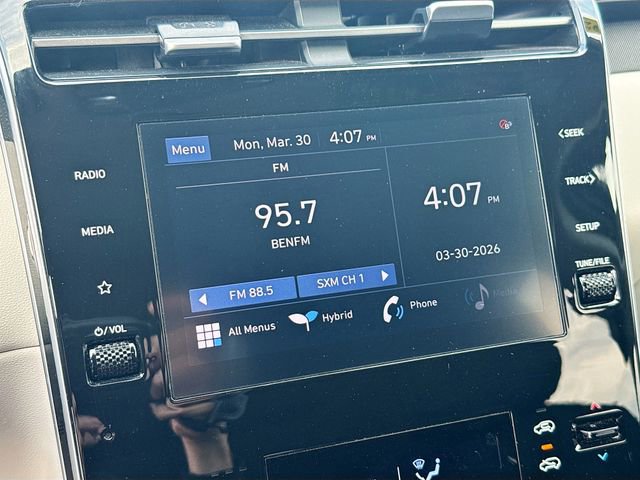 Menu Mon, Mar. 30 4:07 PM
FM
95.7
BENFM
4:07 PM
03-30-2026
FM 88.5 SXM CH 1
All Menus Hybrid Phone
RADIO
MEDIA
⏻/VOL
<SEEK
TRACK>
SETUP
TUNE/FILE